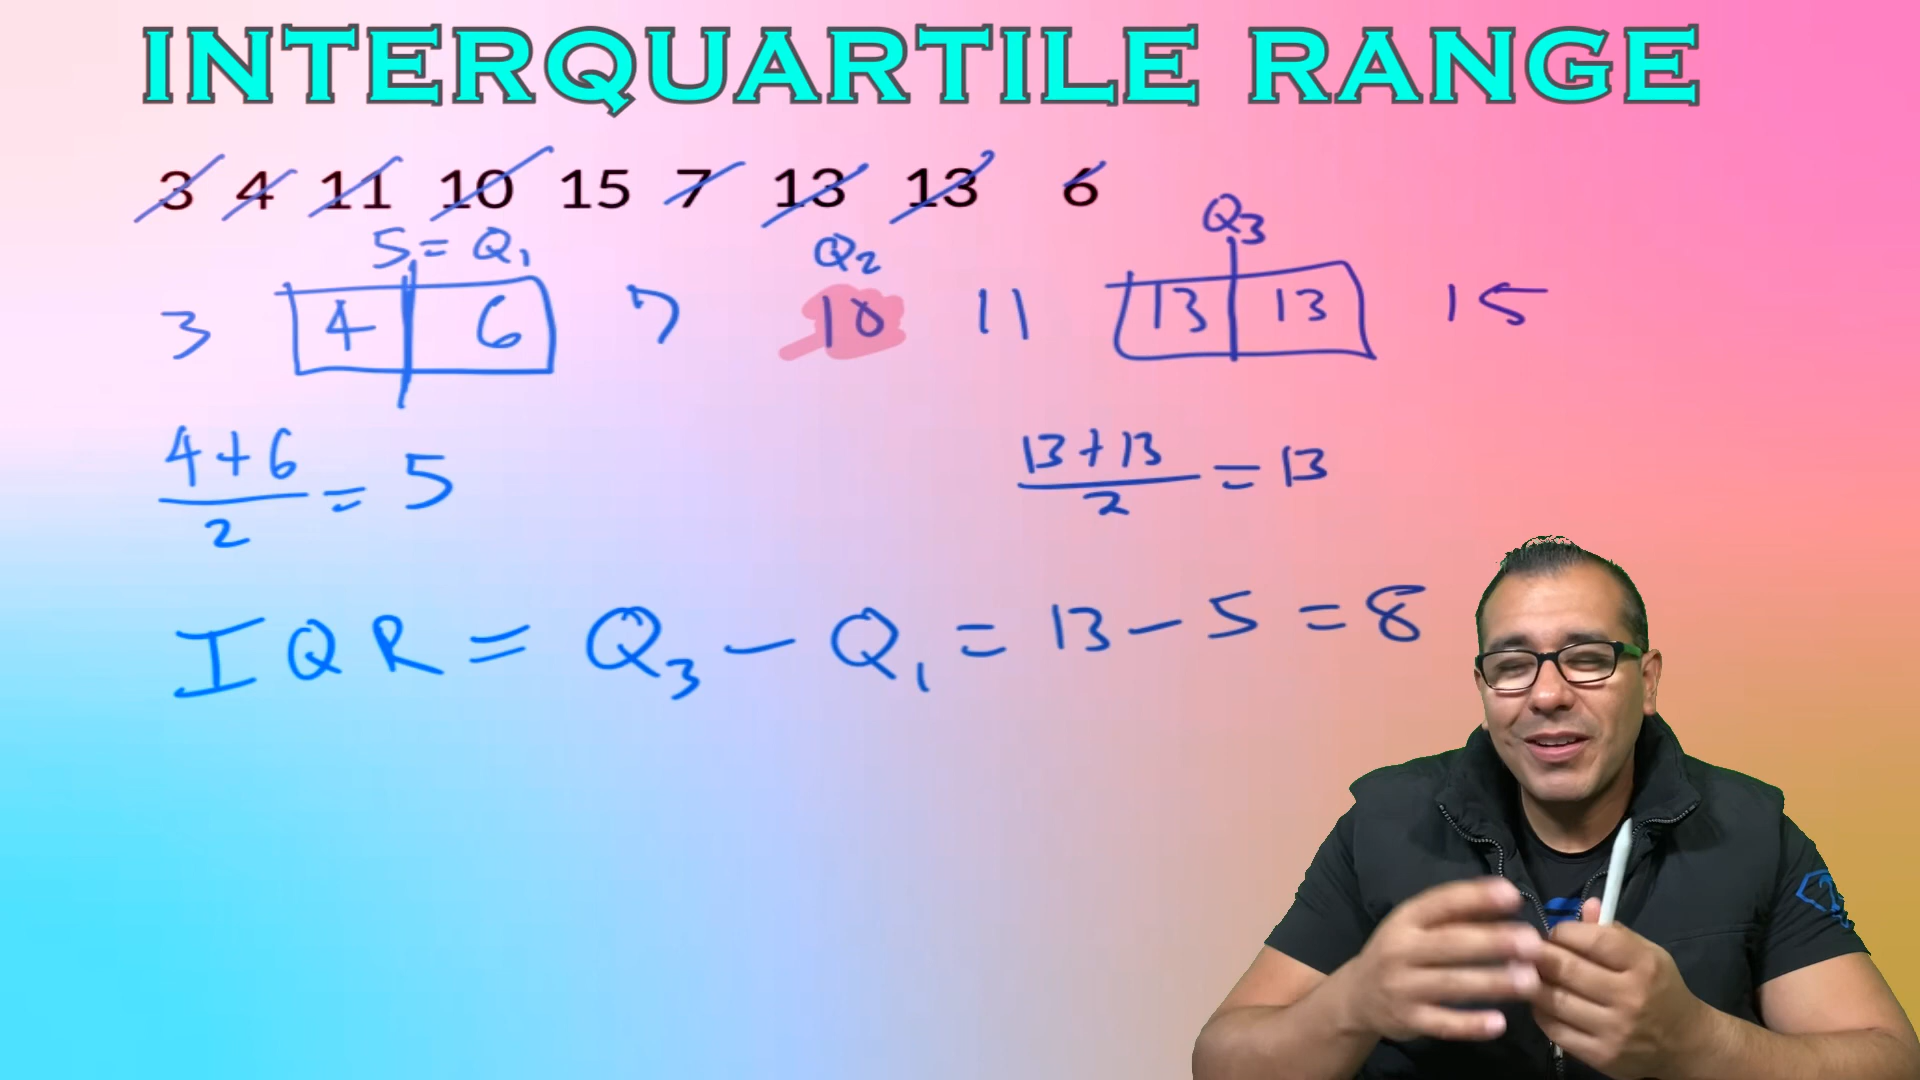 INTERQUARTILE RANGE
3 4 11 10 15 7 13 13 6
5 = Q1 Q2 Q3
3 4 6 7 10 11 13 13 15
4+6/2 = 5 13+13/2 = 13
IQR = Q3 - Q1 = 13 - 5 = 8